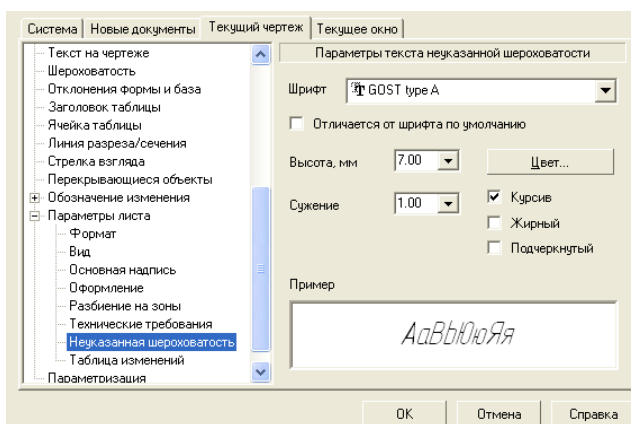 Система Новые документы Текущий чертеж Текущее окно
Текст на чертеже
Шероховатость
Отклонения формы и база
Заголовок таблицы
Ячейка таблицы
Линия разреза/сечения
Стрелка взгляда
Перекрывающиеся объекты
Обозначение изменения
Параметры листа
Формат
Вид
Основная надпись
Оформление
Разбиение на зоны
Технические требования
Неуказанная шероховатость
Таблица изменений
Параметризация
Параметры текста неуказанной шероховатости
Шрифт GOST type A
Отличается от шрифта по умолчанию
Высота, мм 7.00 Цвет...
Сужение 1.00 Курсив
Жирный
Подчеркнутый
Пример
АаВЬЮюЯя
OK Отмена Справка